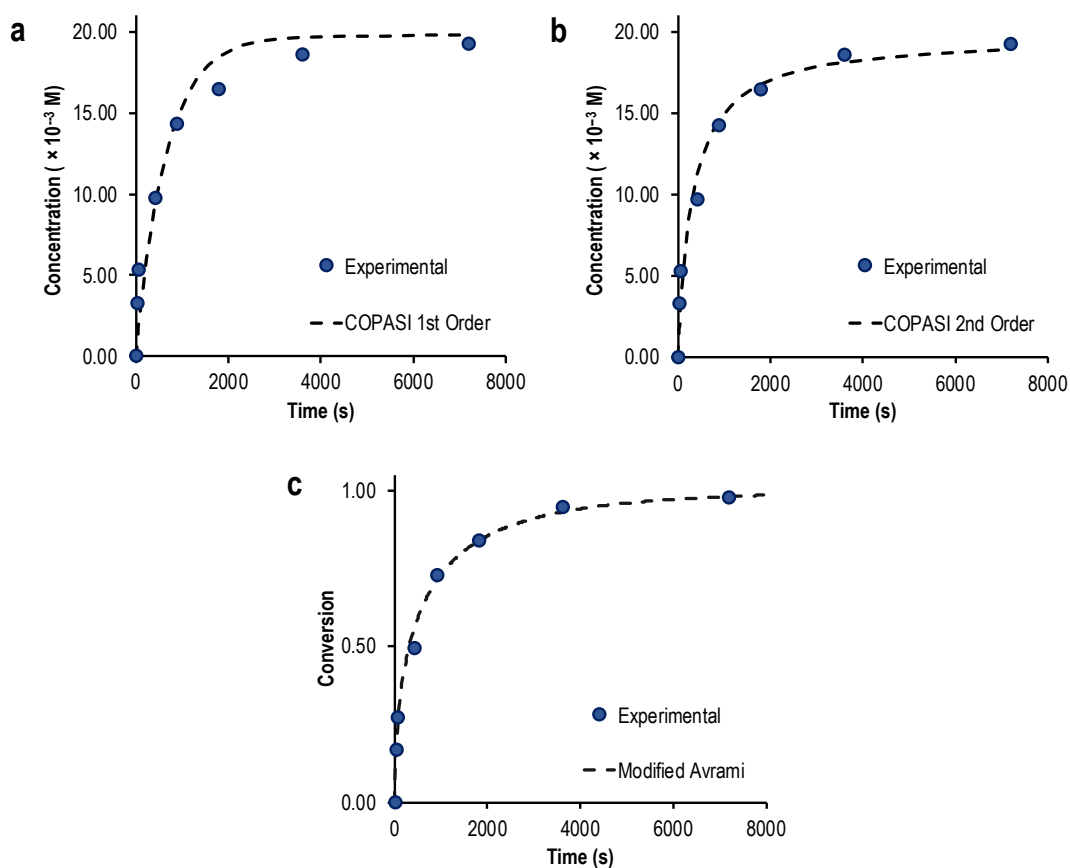 a
20.00
15.00
10.00
5.00
0.00
Concentration ( × 10⁻³ M)
Experimental
COPASI 1st Order
0 2000 4000 6000 8000
Time (s)
b
20.00
15.00
10.00
5.00
0.00
Concentration ( × 10⁻³ M)
Experimental
COPASI 2nd Order
0 2000 4000 6000 8000
Time (s)
c
1.00
0.50
0.00
Conversion
Experimental
Modified Avrami
0 2000 4000 6000 8000
Time (s)